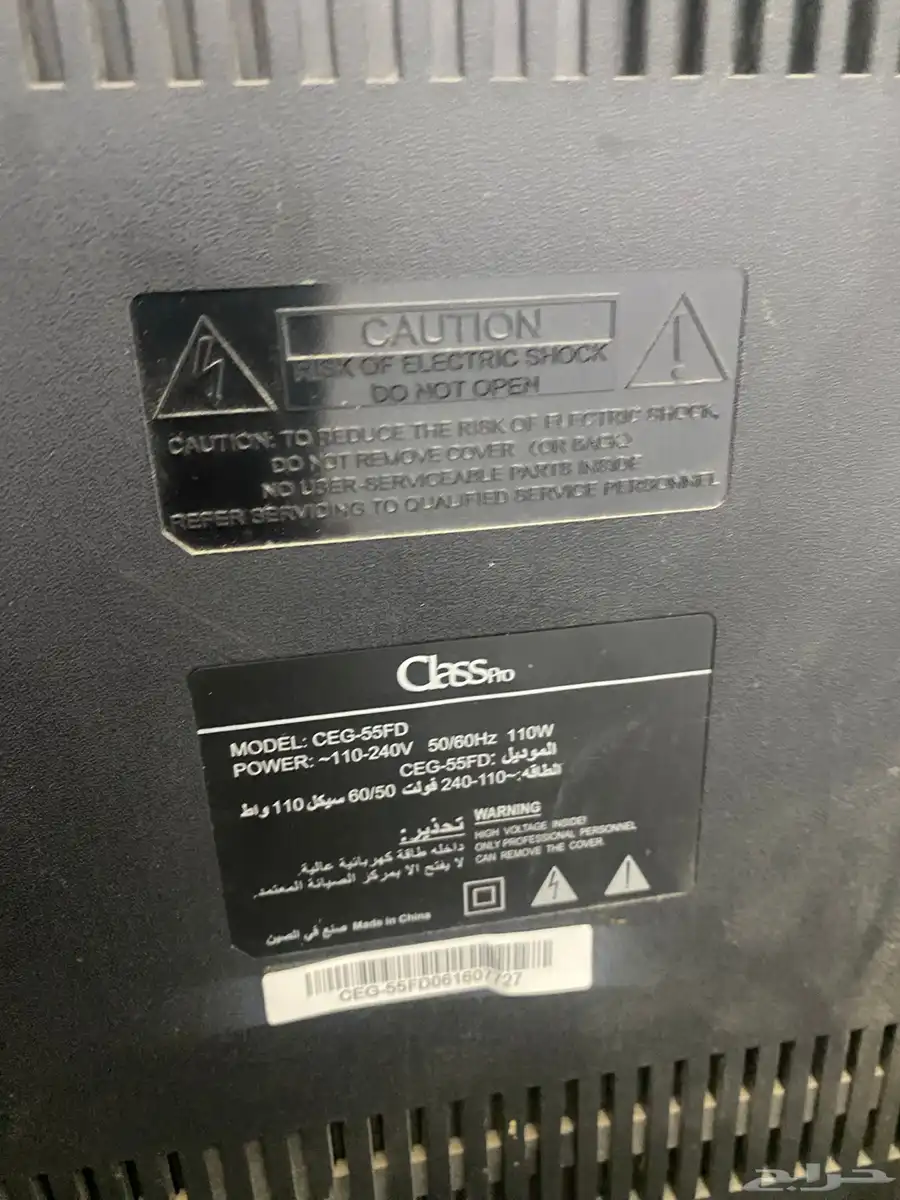 CAUTION
RISK OF ELECTRIC SHOCK
DO NOT OPEN
CAUTION: TO REDUCE THE RISK OF ELECTRIC SHOCK,
DO NOT REMOVE COVER (OR BACK)
NO USER-SERVICEABLE PARTS INSIDE
REFER SERVICING TO QUALIFIED SERVICE PERSONNEL
Class Pro
MODEL: CEG-55FD
POWER: ~110-240V 50/60Hz 110W
الموديل: CEG-55FD
الطاقه:~110-240 فولت 60/50 سيكل 110 واط
تحذير:
داخله طاقة كهربائية عالية.
لا يفتح الا بمركز الصيانة المعتمد.
WARNING
HIGH VOLTAGE INSIDE!
ONLY PROFESSIONAL PERSONNEL
CAN REMOVE THE COVER.
صنع في الصين Made in China
CEG-55FD061607727
حراج